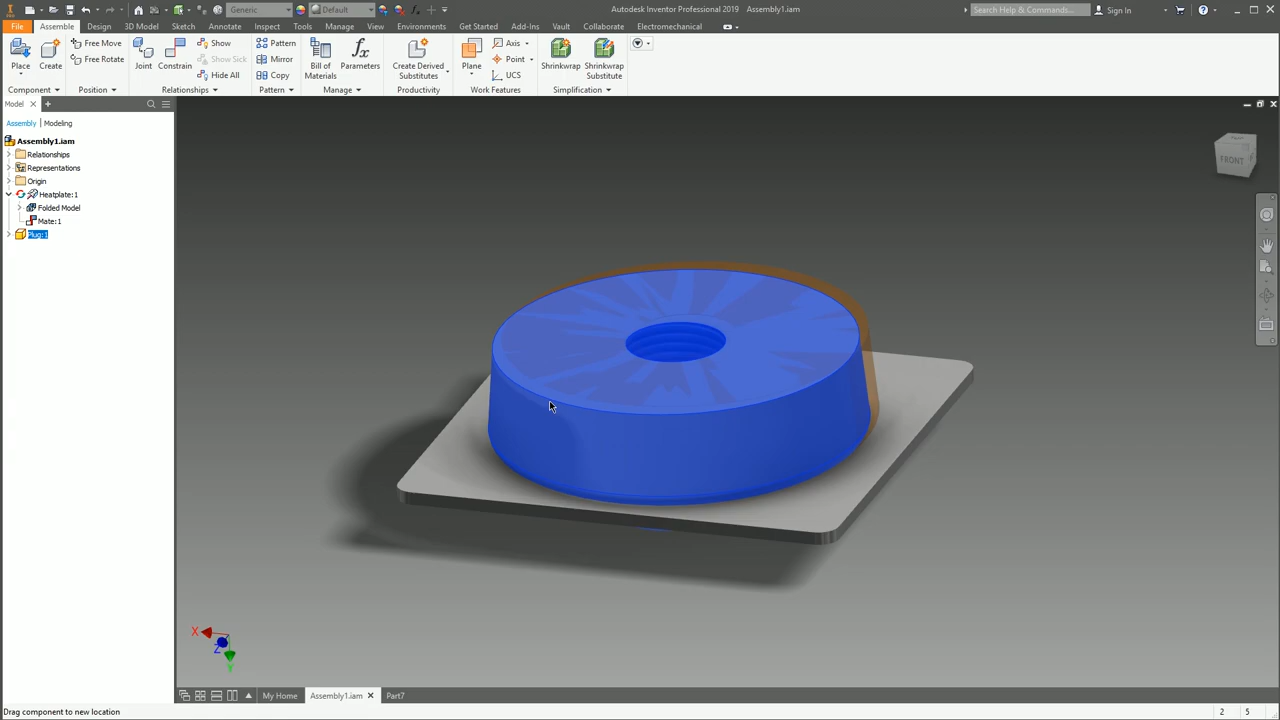 Generic
Default
Autodesk Inventor Professional 2019   Assembly1.iam
Search Help & Commands...
Sign In
File
Assemble
Design
3D Model
Sketch
Annotate
Inspect
Tools
Manage
View
Environments
Get Started
Add-Ins
Vault
Collaborate
Electromechanical
Place
Create
Free Move
Free Rotate
Joint
Constrain
Show
Show Sick
Hide All
Pattern
Mirror
Copy
Bill of
Materials
Parameters
Create Derived
Substitutes
Plane
Axis
Point
UCS
Shrinkwrap
Shrinkwrap
Substitute
Component
Position
Relationships
Pattern
Manage
Productivity
Work Features
Simplification
Model
Assembly | Modeling
Assembly1.iam
Relationships
Representations
Origin
Heatplate:1
Folded Model
Mate:1
Plug:1
FRONT
X
Z
Y
My Home
Assembly1.iam
Part7
Drag component to new location
2
5